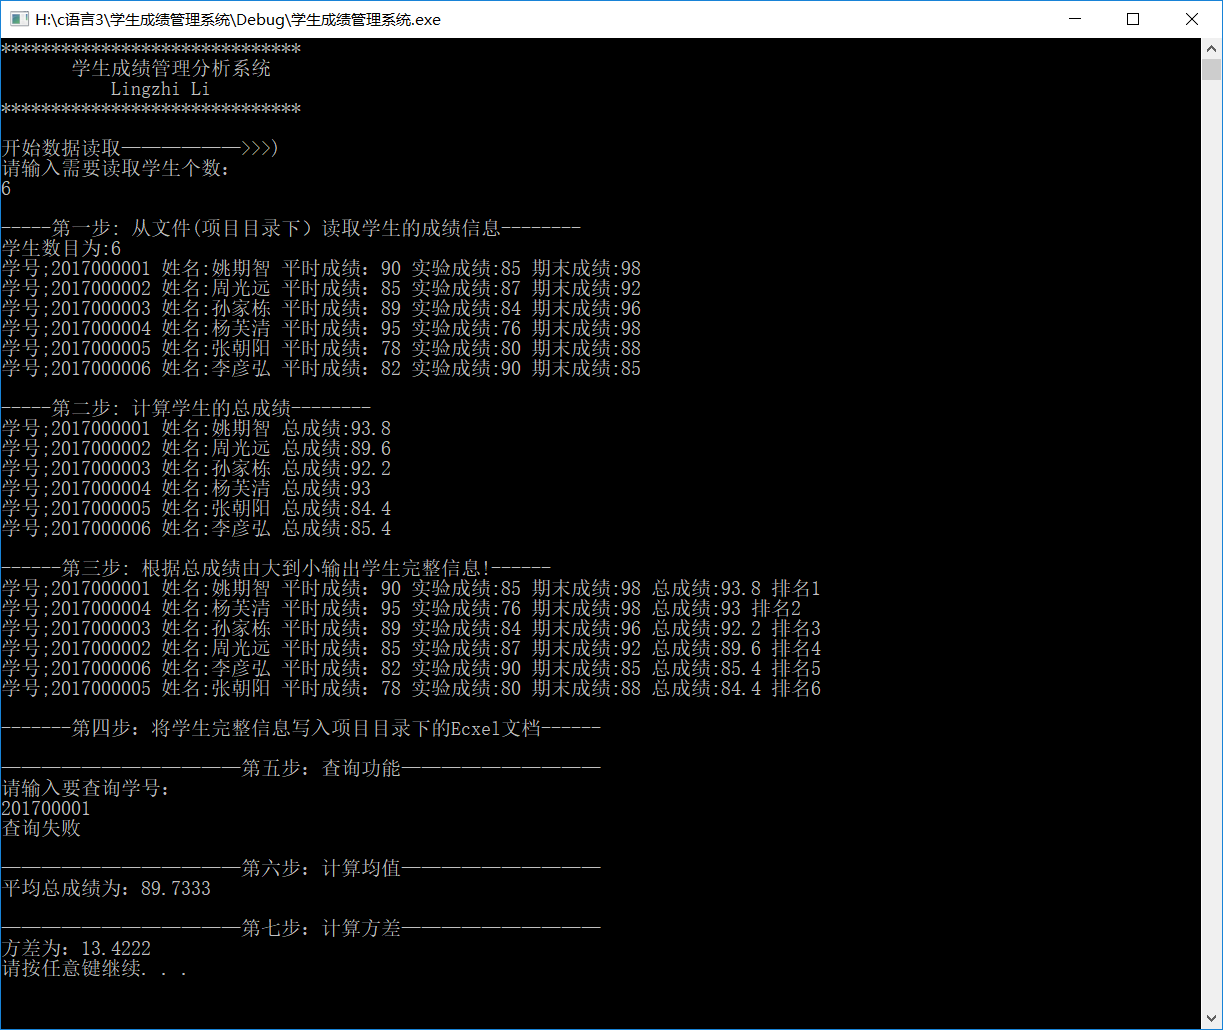 H:\c语言3\学生成绩管理系统\Debug\学生成绩管理系统.exe
******************************
学生成绩管理分析系统
Lingzhi Li
******************************
开始数据读取——————>>>)
请输入需要读取学生个数:
6
-----第一步: 从文件(项目目录下) 读取学生的成绩信息--------
学生数目为:6
学号;2017000001 姓名:姚期智 平时成绩: 90 实验成绩:85 期末成绩:98
学号;2017000002 姓名:周光远 平时成绩: 85 实验成绩:87 期末成绩:92
学号;2017000003 姓名:孙家栋 平时成绩: 89 实验成绩:84 期末成绩:96
学号;2017000004 姓名:杨芙清 平时成绩: 95 实验成绩:76 期末成绩:98
学号;2017000005 姓名:张朝阳 平时成绩: 78 实验成绩:80 期末成绩:88
学号;2017000006 姓名:李彦弘 平时成绩: 82 实验成绩:90 期末成绩:85
-----第二步: 计算学生的总成绩--------
学号;2017000001 姓名:姚期智 总成绩:93.8
学号;2017000002 姓名:周光远 总成绩:89.6
学号;2017000003 姓名:孙家栋 总成绩:92.2
学号;2017000004 姓名:杨芙清 总成绩:93
学号;2017000005 姓名:张朝阳 总成绩:84.4
学号;2017000006 姓名:李彦弘 总成绩:85.4
------第三步: 根据总成绩由大到小输出学生完整信息!------
学号;2017000001 姓名:姚期智 平时成绩: 90 实验成绩:85 期末成绩:98 总成绩:93.8 排名1
学号;2017000004 姓名:杨芙清 平时成绩: 95 实验成绩:76 期末成绩:98 总成绩:93 排名2
学号;2017000003 姓名:孙家栋 平时成绩: 89 实验成绩:84 期末成绩:96 总成绩:92.2 排名3
学号;2017000002 姓名:周光远 平时成绩: 85 实验成绩:87 期末成绩:92 总成绩:89.6 排名4
学号;2017000006 姓名:李彦弘 平时成绩: 82 实验成绩:90 期末成绩:85 总成绩:85.4 排名5
学号;2017000005 姓名:张朝阳 平时成绩: 78 实验成绩:80 期末成绩:88 总成绩:84.4 排名6
-------第四步: 将学生完整信息写入项目目录下的Ecxel文档------
————————————第五步: 查询功能——————————
请输入要查询学号:
201700001
查询失败
————————————第六步: 计算均值——————————
平均总成绩为: 89.7333
————————————第七步: 计算方差——————————
方差为: 13.4222
请按任意键继续. . .